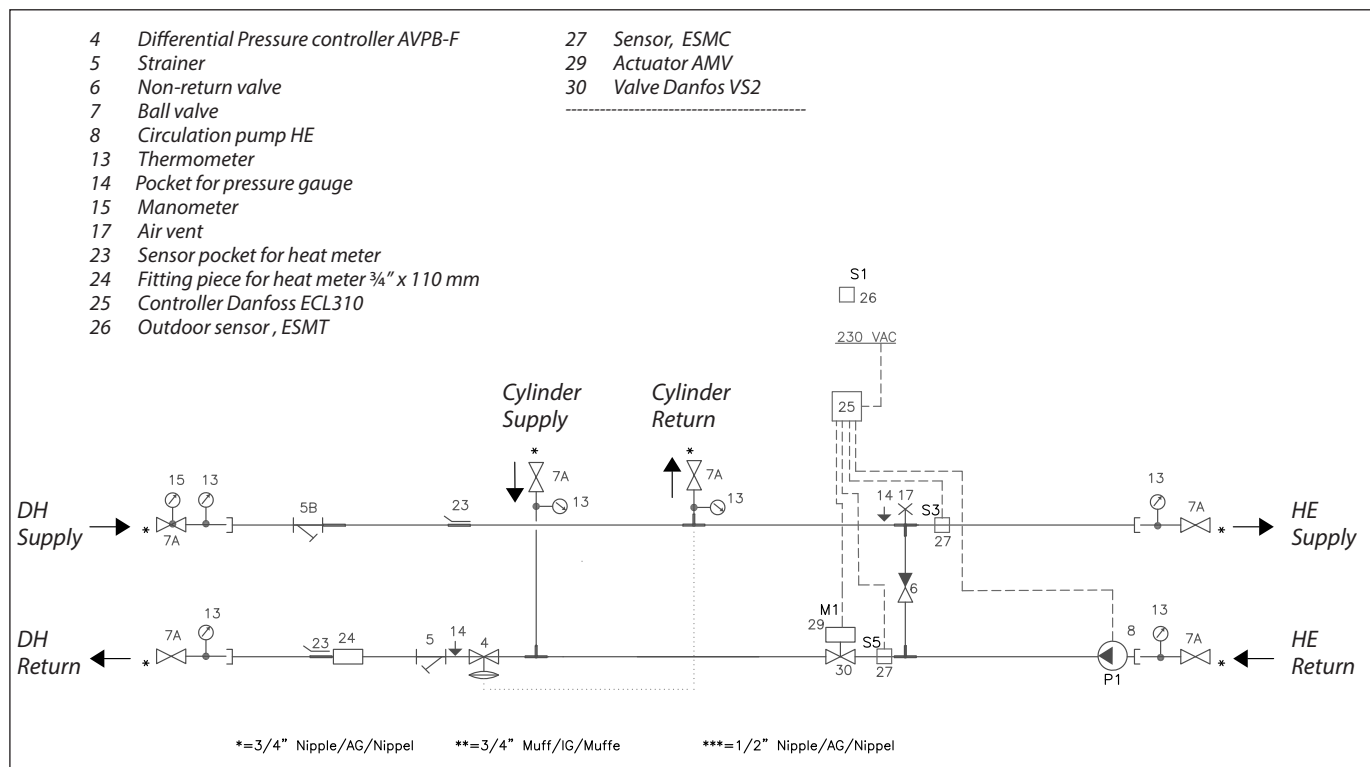 4 Differential Pressure controller AVPB-F
5 Strainer
6 Non-return valve
7 Ball valve
8 Circulation pump HE
13 Thermometer
14 Pocket for pressure gauge
15 Manometer
17 Air vent
23 Sensor pocket for heat meter
24 Fitting piece for heat meter ¾” x 110 mm
25 Controller Danfoss ECL310
26 Outdoor sensor , ESMT
27 Sensor, ESMC
29 Actuator AMV
30 Valve Danfos VS2
-----------------------------------------
S1
26
230 VAC
25
Cylinder
Supply
Cylinder
Return
*
7A
13
*
7A
13
DH
Supply
*
15
13
7A
5B
23
14
17
S3
27
13
7A
*
HE
Supply
6
DH
Return
*
7A
13
23
24
5
14
4
M1
29
30
S5
27
8
P1
13
7A
*
HE
Return
*=3/4” Nipple/AG/Nippel
**=3/4” Muff/IG/Muffe
***=1/2” Nipple/AG/Nippel